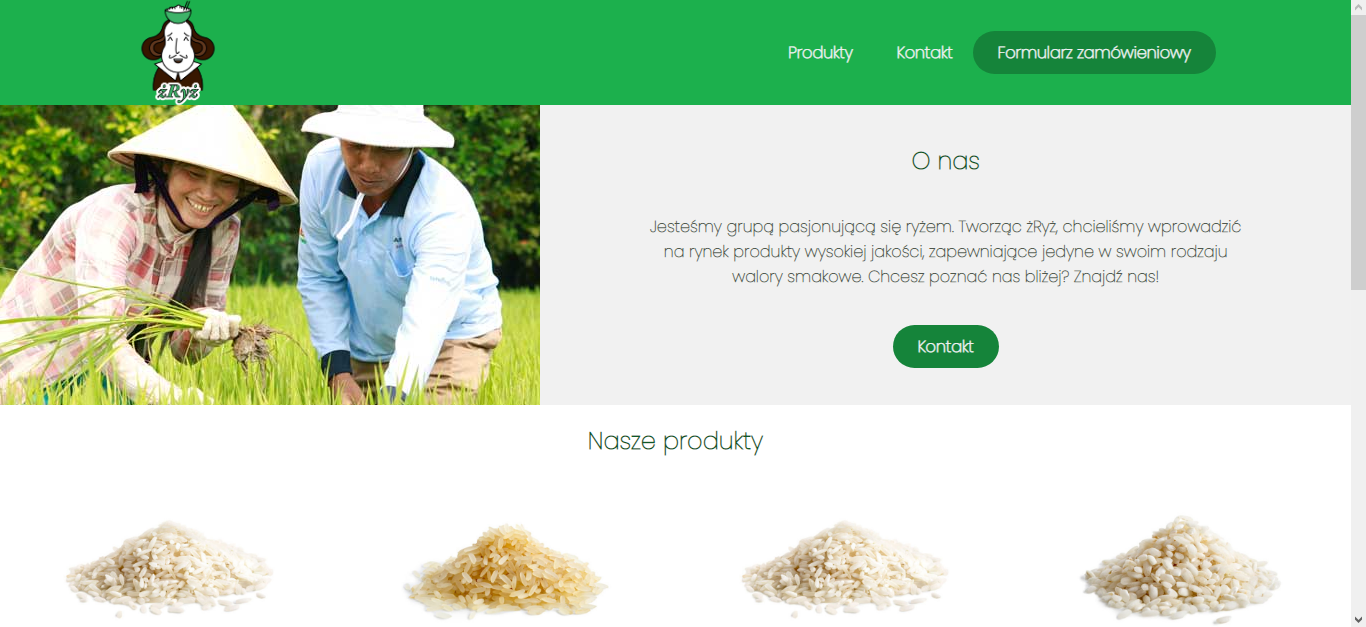 żRyż
Produkty
Kontakt
Formularz zamówieniowy
O nas
Jesteśmy grupą pasjonującą się ryżem. Tworząc żRyż, chcieliśmy wprowadzić
na rynek produkty wysokiej jakości, zapewniające jedyne w swoim rodzaju
walory smakowe. Chcesz poznać nas bliżej? Znajdź nas!
Kontakt
Nasze produkty